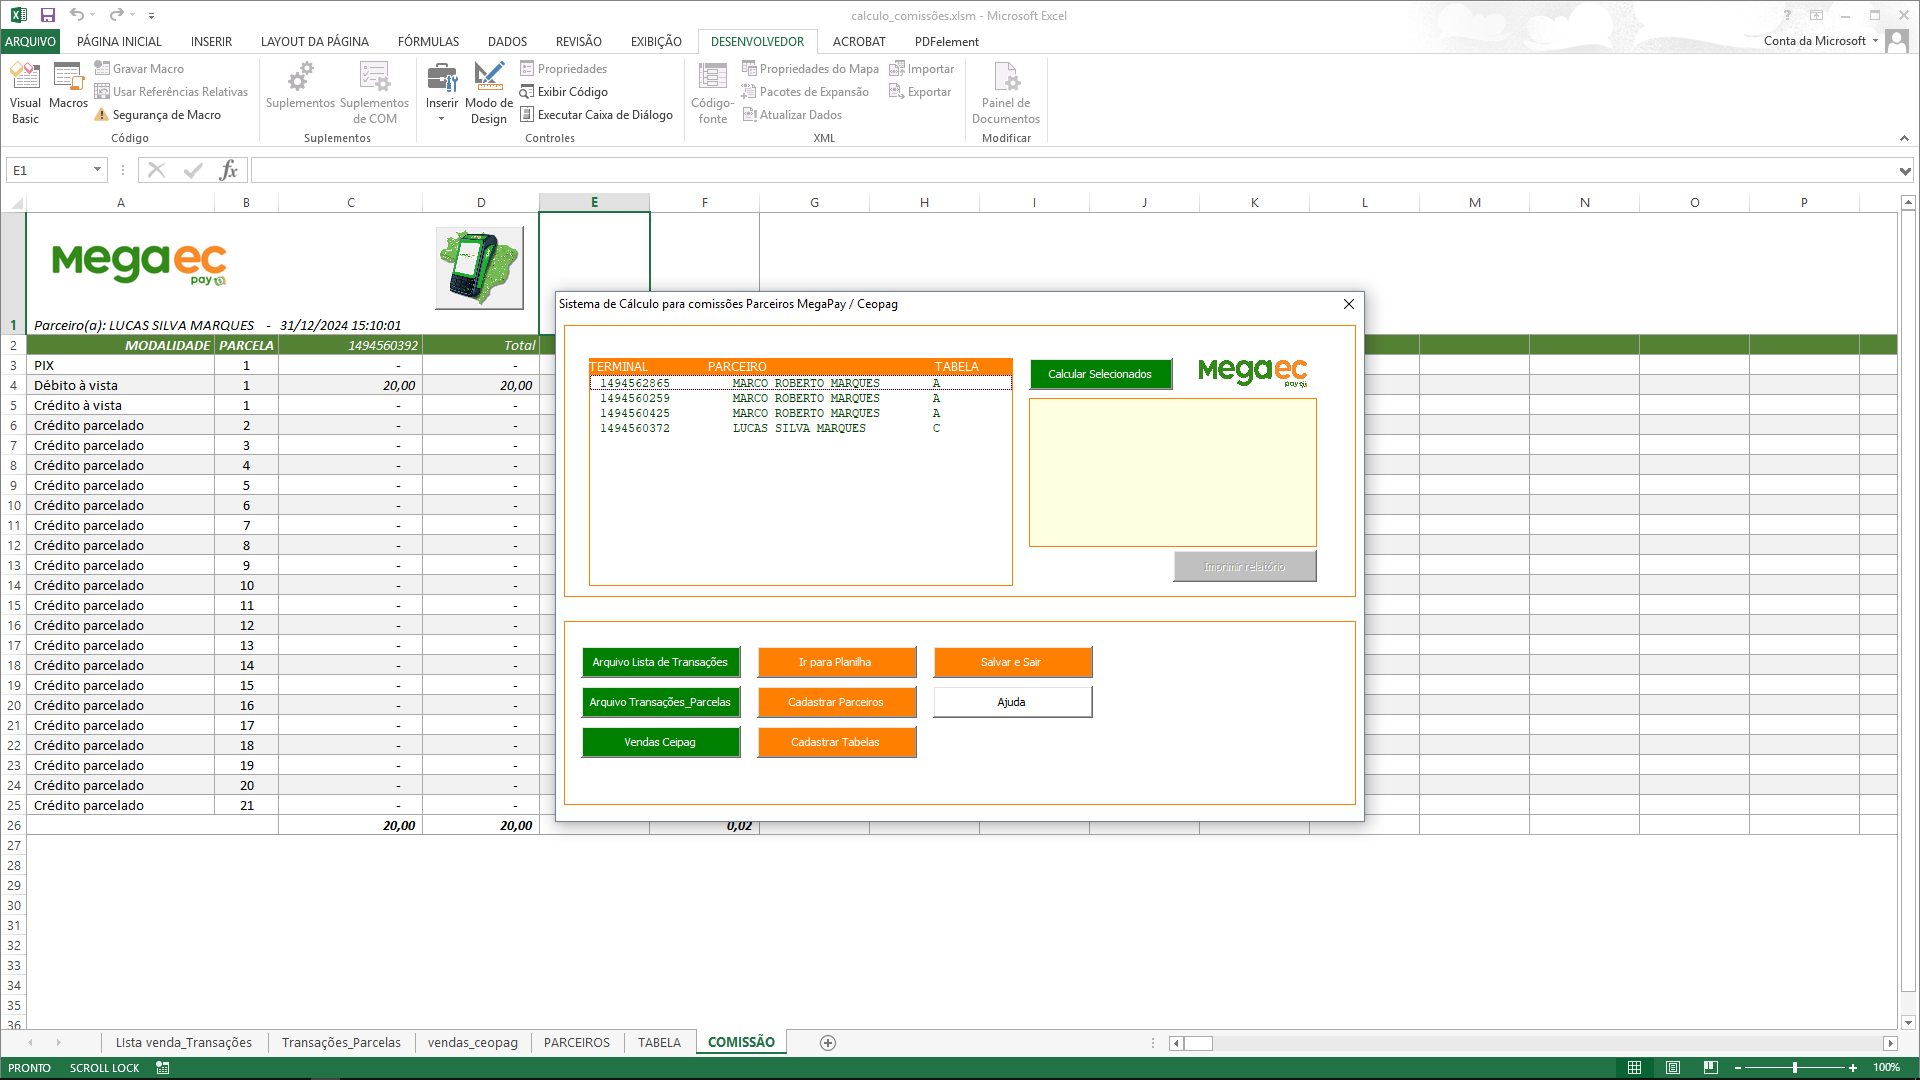 calculo_comissões.xlsm - Microsoft Excel
ARQUIVO PÁGINA INICIAL INSERIR LAYOUT DA PÁGINA FÓRMULAS DADOS REVISÃO EXIBIÇÃO DESENVOLVEDOR ACROBAT PDFelement Conta da Microsoft
Visual Basic
Macros
Gravar Macro
Usar Referências Relativas
Segurança de Macro
Código
Suplementos
Suplementos de COM
Suplementos
Inserir
Modo de Design
Propriedades
Exibir Código
Executar Caixa de Diálogo
Controles
Código-fonte
Propriedades do Mapa
Pacotes de Expansão
Atualizar Dados
Importar
Exportar
XML
Painel de Documentos
Modificar
E1 fx
A B C D E F G H I J K L M N O P
Megaec
pay
1 Parceiro(a): LUCAS SILVA MARQUES - 31/12/2024 15:10:01
2 MODALIDADE PARCELA 1494560392 Total
3 PIX 1 - -
4 Débito à vista 1 20,00 20,00
5 Crédito à vista 1 - -
6 Crédito parcelado 2 - -
7 Crédito parcelado 3 - -
8 Crédito parcelado 4 - -
9 Crédito parcelado 5 - -
10 Crédito parcelado 6 - -
11 Crédito parcelado 7 - -
12 Crédito parcelado 8 - -
13 Crédito parcelado 9 - -
14 Crédito parcelado 10 - -
15 Crédito parcelado 11 - -
16 Crédito parcelado 12 - -
17 Crédito parcelado 13 - -
18 Crédito parcelado 14 - -
19 Crédito parcelado 15 - -
20 Crédito parcelado 16 - -
21 Crédito parcelado 17 - -
22 Crédito parcelado 18 - -
23 Crédito parcelado 19 - -
24 Crédito parcelado 20 - -
25 Crédito parcelado 21 - -
26 20,00 20,00 0,02
27
28
29
30
31
32
33
34
35
36
Sistema de Cálculo para comissões Parceiros MegaPay / Ceopag
TERMINAL PARCEIRO TABELA
1494562865 MARCO ROBERTO MARQUES A
1494560259 MARCO ROBERTO MARQUES A
1494560425 MARCO ROBERTO MARQUES A
1494560372 LUCAS SILVA MARQUES C
Calcular Selecionados
Megaec
pay
Imprimir relatório
Arquivo Lista de Transações Ir para Planilha Salvar e Sair
Arquivo Transações_Parcelas Cadastrar Parceiros Ajuda
Vendas Ceipag Cadastrar Tabelas
LIsta venda_Transações Transações_Parcelas vendas_ceopag PARCEIROS TABELA COMISSÃO
PRONTO SCROLL LOCK 100%